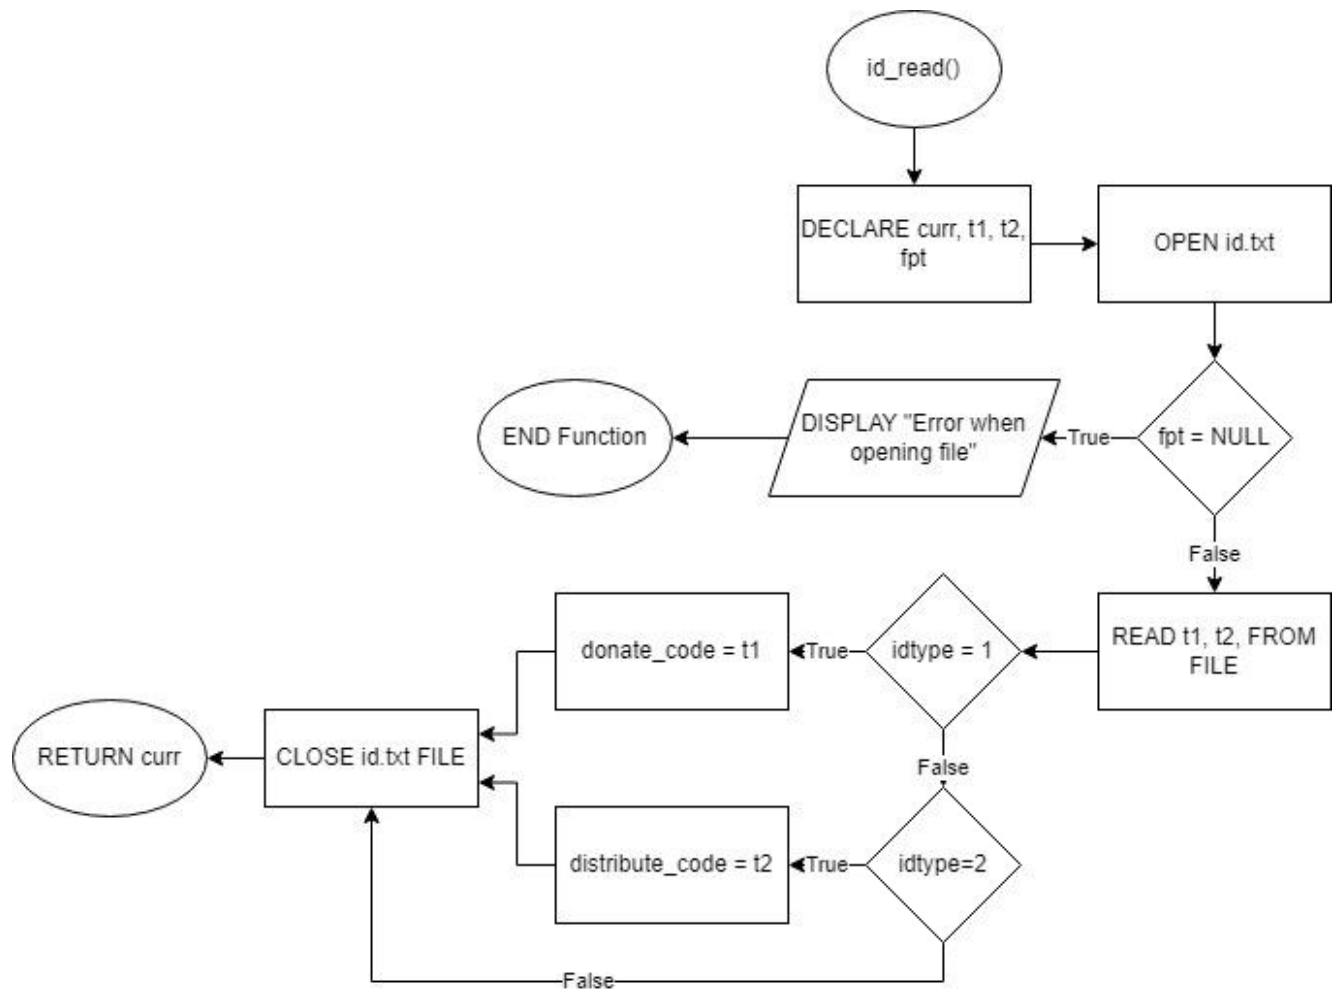 id_read()
DECLARE curr, t1, t2,
fpt
OPEN id.txt
fpt = NULL
True
DISPLAY "Error when
opening file"
END Function
False
READ t1, t2, FROM
FILE
idtype = 1
True
donate_code = t1
False
idtype=2
True
distribute_code = t2
False
CLOSE id.txt FILE
RETURN curr